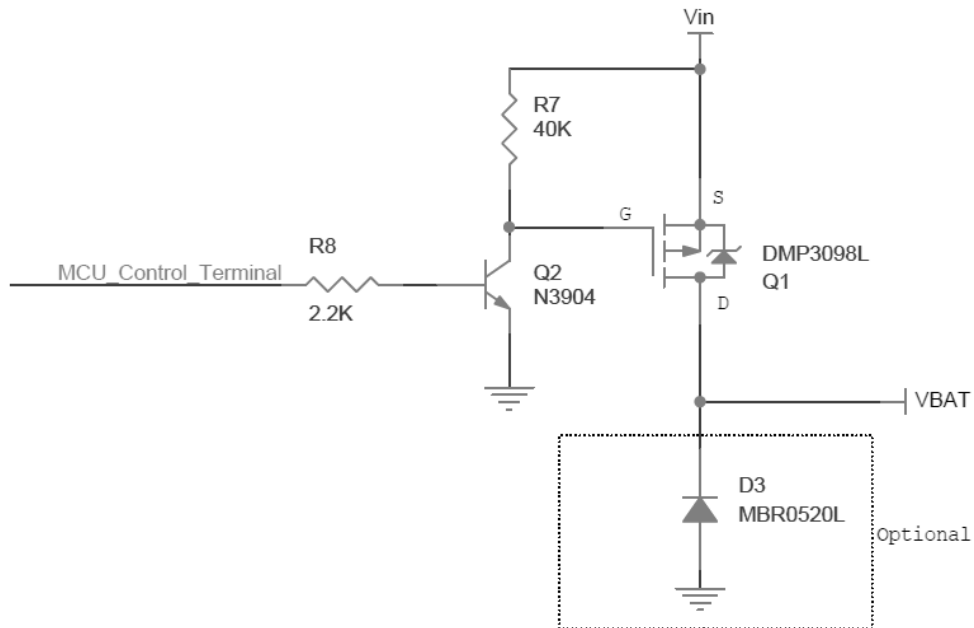 Vin
R7
40K
S
G
DMP3098L
Q1
R8
MCU_Control_Terminal
2.2K
Q2
N3904
D
VBAT
D3
MBR0520L
Optional